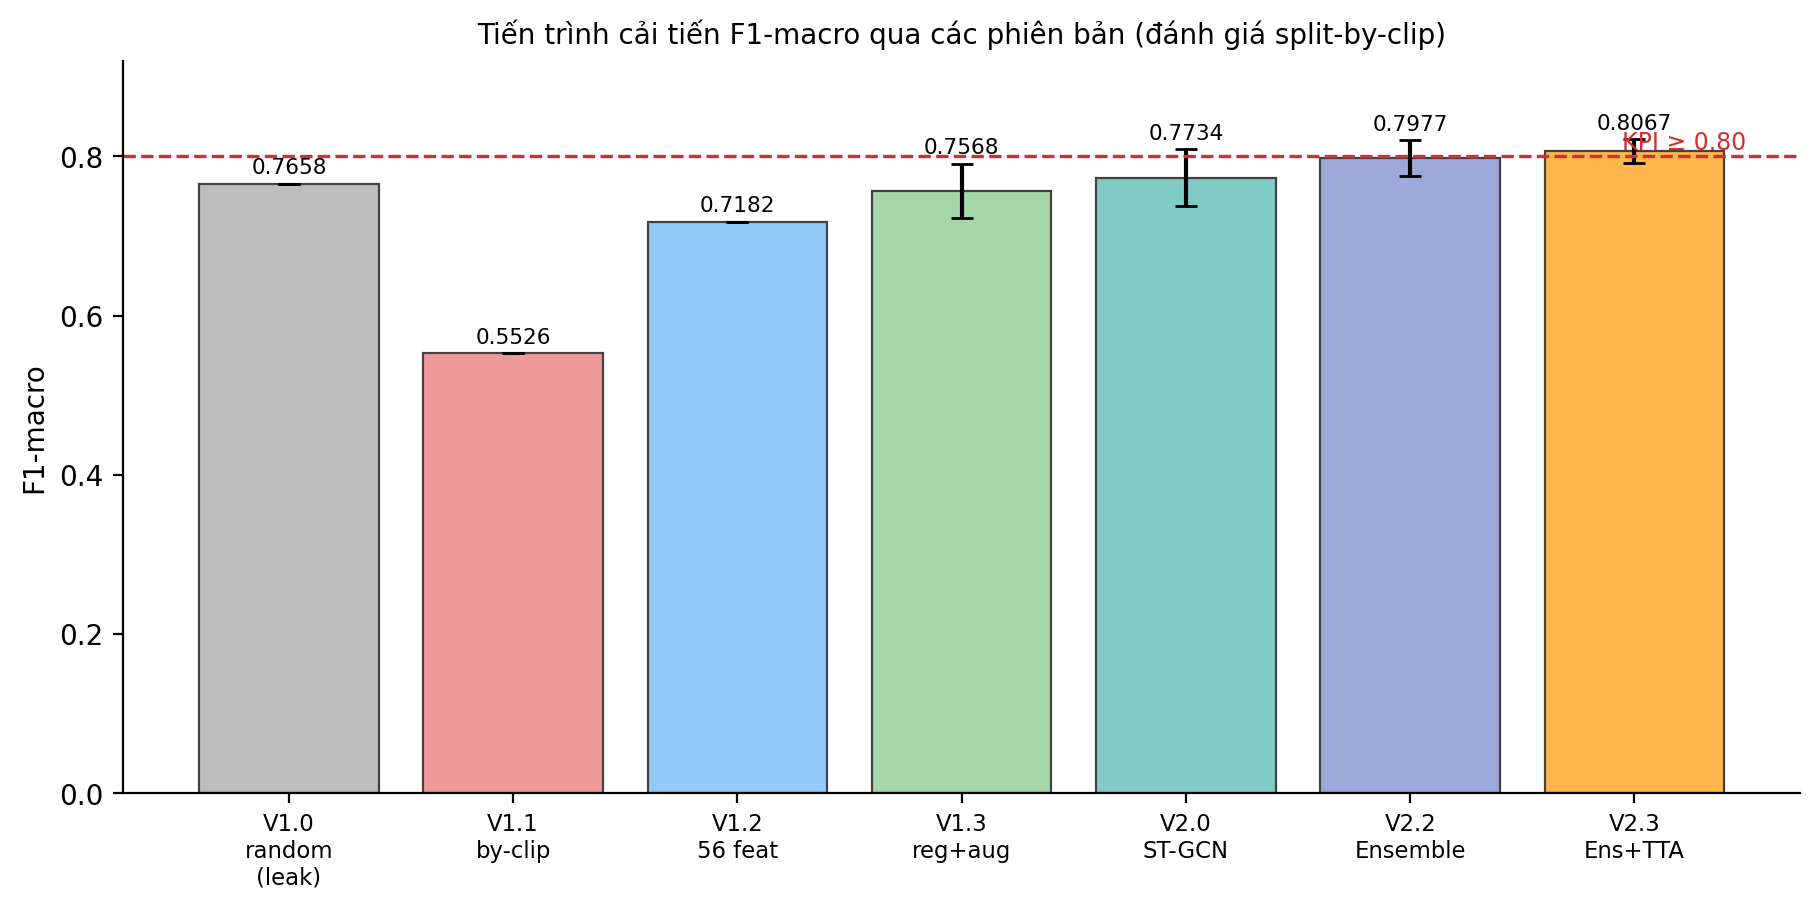 Tiến trình cải tiến F1-macro qua các phiên bản (đánh giá split-by-clip)
F1-macro
0.8
0.6
0.4
0.2
0.0
0.7658
0.5526
0.7182
0.7568
0.7734
0.7977
0.8067
KPI ≥ 0.80
V1.0
random
(leak)
V1.1
by-clip
V1.2
56 feat
V1.3
reg+aug
V2.0
ST-GCN
V2.2
Ensemble
V2.3
Ens+TTA